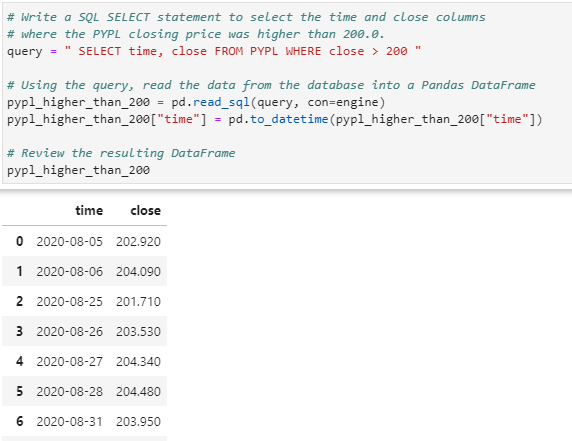 # Write a SQL SELECT statement to select the time and close columns
# where the PYPL closing price was higher than 200.0.
query = " SELECT time, close FROM PYPL WHERE close > 200 "
# Using the query, read the data from the database into a Pandas DataFrame
pypl_higher_than_200 = pd.read_sql(query, con=engine)
pypl_higher_than_200["time"] = pd.to_datetime(pypl_higher_than_200["time"])
# Review the resulting DataFrame
pypl_higher_than_200
time close
0 2020-08-05 202.920
1 2020-08-06 204.090
2 2020-08-25 201.710
3 2020-08-26 203.530
4 2020-08-27 204.340
5 2020-08-28 204.480
6 2020-08-31 203.950